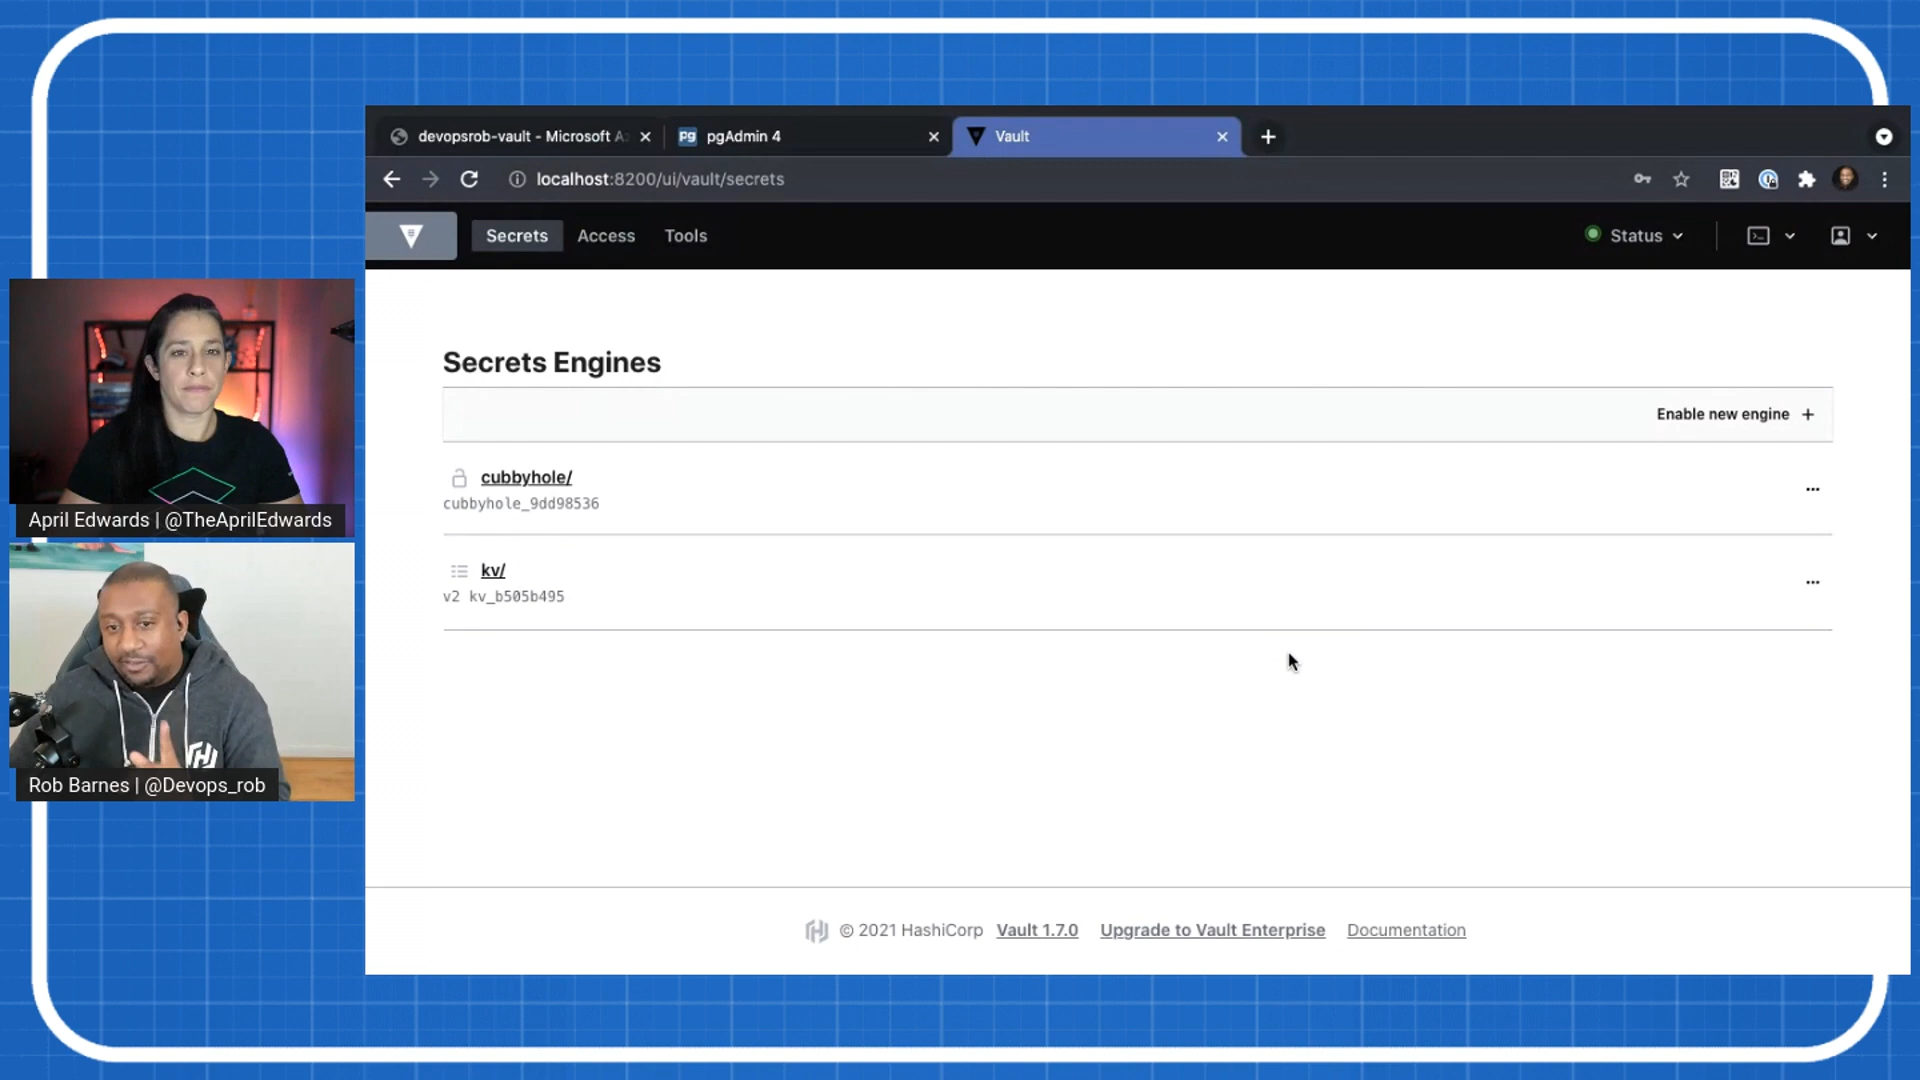 devopsrob-vault - Microsoft A
pgAdmin 4
Vault
localhost:8200/ui/vault/secrets
Secrets
Access
Tools
Status
Secrets Engines
Enable new engine +
cubbyhole/
cubbyhole_9dd98536
kv/
v2 kv_b505b495
© 2021 HashiCorp Vault 1.7.0 Upgrade to Vault Enterprise Documentation
April Edwards | @TheAprilEdwards
Rob Barnes | @Devops_rob